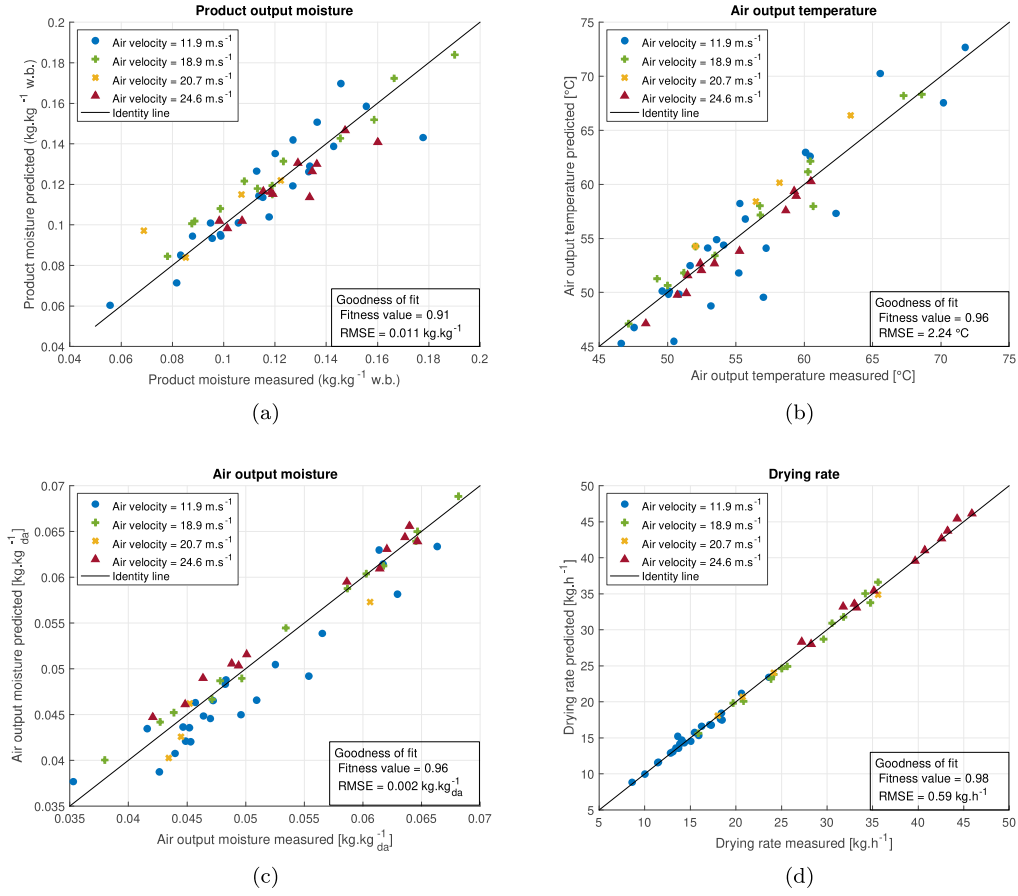 Product output moisture
Product moisture predicted (kg.kg⁻¹ w.b.)
0.2
0.18
0.16
0.14
0.12
0.1
0.08
0.06
0.04
Air velocity = 11.9 m.s⁻¹
Air velocity = 18.9 m.s⁻¹
Air velocity = 20.7 m.s⁻¹
Air velocity = 24.6 m.s⁻¹
Identity line
Goodness of fit
Fitness value = 0.91
RMSE = 0.011 kg.kg⁻¹
0.04 0.06 0.08 0.1 0.12 0.14 0.16 0.18 0.2
Product moisture measured (kg.kg⁻¹ w.b.)
(a)
Air output temperature
Air output temperature predicted [°C]
75
70
65
60
55
50
45
Air velocity = 11.9 m.s⁻¹
Air velocity = 18.9 m.s⁻¹
Air velocity = 20.7 m.s⁻¹
Air velocity = 24.6 m.s⁻¹
Identity line
Goodness of fit
Fitness value = 0.96
RMSE = 2.24 °C
45 50 55 60 65 70 75
Air output temperature measured [°C]
(b)
Air output moisture
Air output moisture predicted [kg.kg⁻¹da]
0.07
0.065
0.06
0.055
0.05
0.045
0.04
0.035
Air velocity = 11.9 m.s⁻¹
Air velocity = 18.9 m.s⁻¹
Air velocity = 20.7 m.s⁻¹
Air velocity = 24.6 m.s⁻¹
Identity line
Goodness of fit
Fitness value = 0.96
RMSE = 0.002 kg.kg⁻¹da
0.035 0.04 0.045 0.05 0.055 0.06 0.065 0.07
Air output moisture measured [kg.kg⁻¹da]
(c)
Drying rate
Drying rate predicted [kg.h⁻¹]
50
45
40
35
30
25
20
15
10
5
Air velocity = 11.9 m.s⁻¹
Air velocity = 18.9 m.s⁻¹
Air velocity = 20.7 m.s⁻¹
Air velocity = 24.6 m.s⁻¹
Identity line
Goodness of fit
Fitness value = 0.98
RMSE = 0.59 kg.h⁻¹
5 10 15 20 25 30 35 40 45 50
Drying rate measured [kg.h⁻¹]
(d)